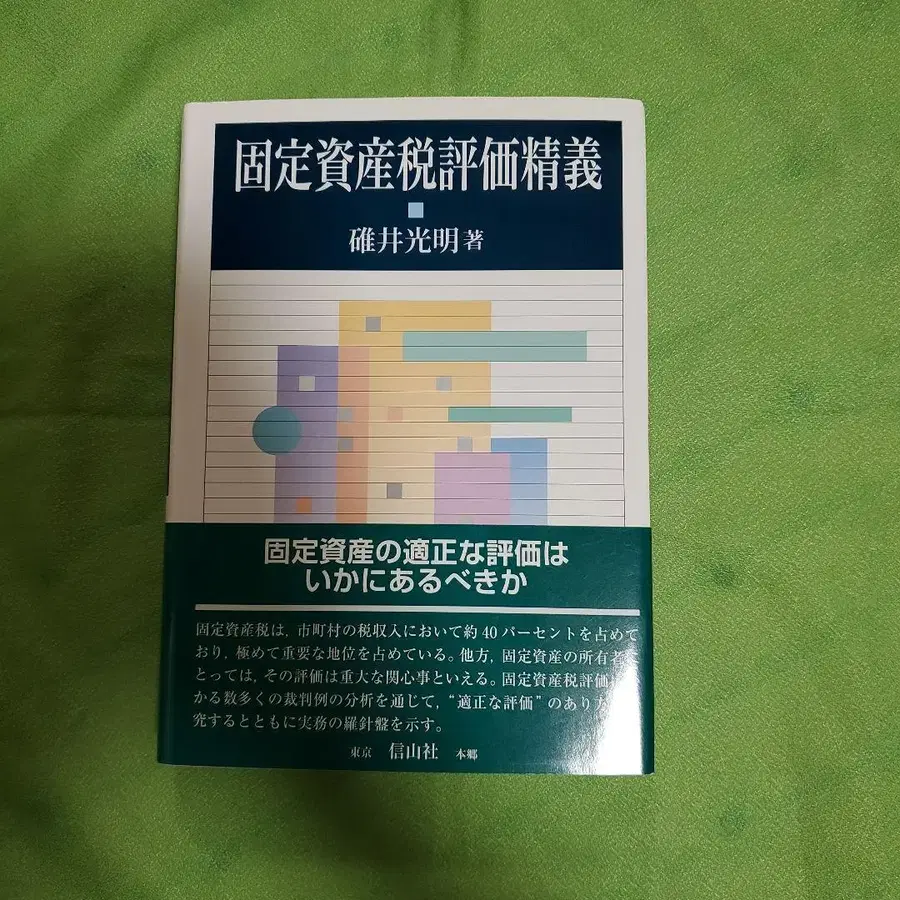 固定資産税評価精義
碓井光明著
固定資産の適正な評価は
いかにあるべきか
固定資産税は, 市町村の税収入において約40パーセントを占めて
おり, 極めて重要な地位を占めている。他方, 固定資産の所有者
とっては, その評価は重大な関心事といえる。固定資産税評価
かる数多くの裁判例の分析を通じて, “適正な評価”のあり
究するとともに実務の羅針盤を示す。
東京 信山社 本郷